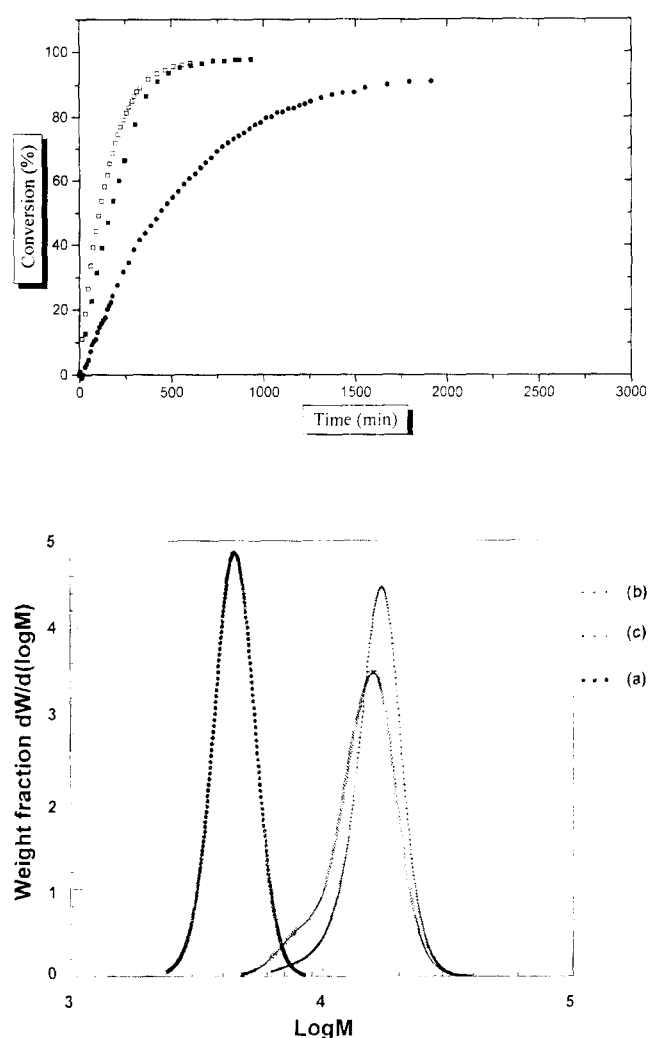 100
80
60
40
20
0
Conversion (%)
0 500 1000 1500 2000 2500 3000
Time (min)
5
4
3
2
1
0
Weight fraction dW/d(logM)
3 4 5
LogM
(b)
(c)
(a)